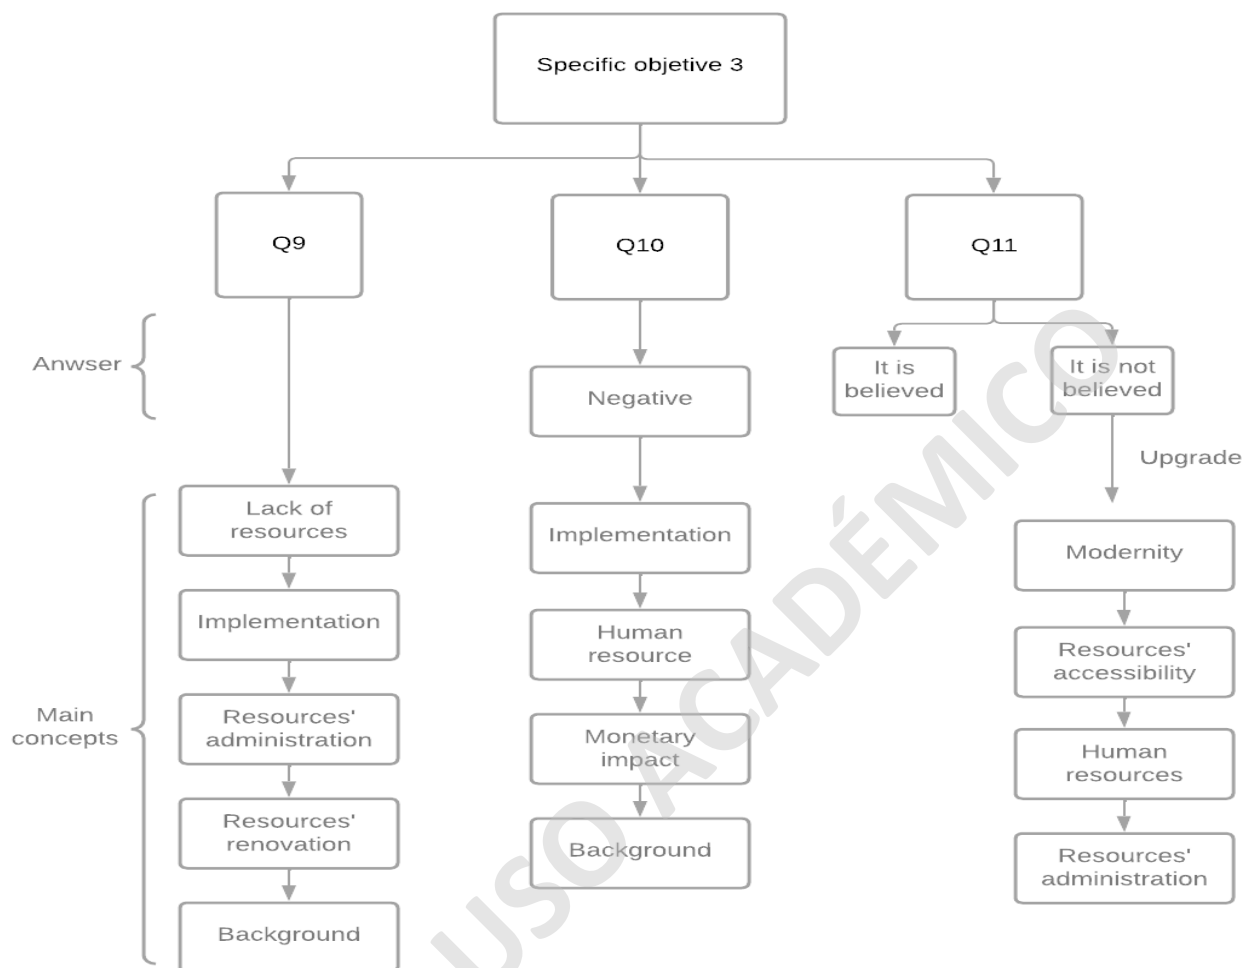 Specific objetive 3
Q9
Q10
Q11
Anwser
Negative
It is
believed
It is not
believed
Upgrade
Main
concepts
Lack of
resources
Implementation
Resources'
administration
Resources'
renovation
Background
Implementation
Human
resource
Monetary
impact
Background
Modernity
Resources'
accessibility
Human
resources
Resources'
administration
USO ACADÉMICO